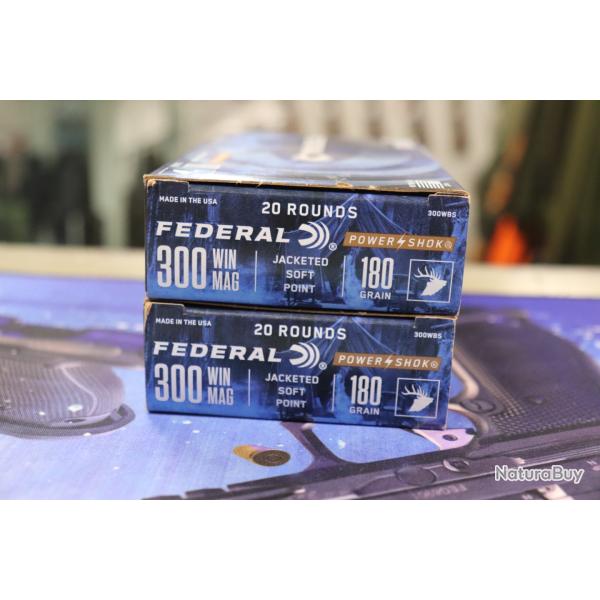 MADE IN THE USA
20 ROUNDS
300WBS
FEDERAL®
POWER SHOK®
300 WIN MAG
JACKETED SOFT POINT
180 GRAIN
MADE IN THE USA
20 ROUNDS
300WBS
FEDERAL®
POWER SHOK®
300 WIN MAG
JACKETED SOFT POINT
180 GRAIN
NaturaBuy